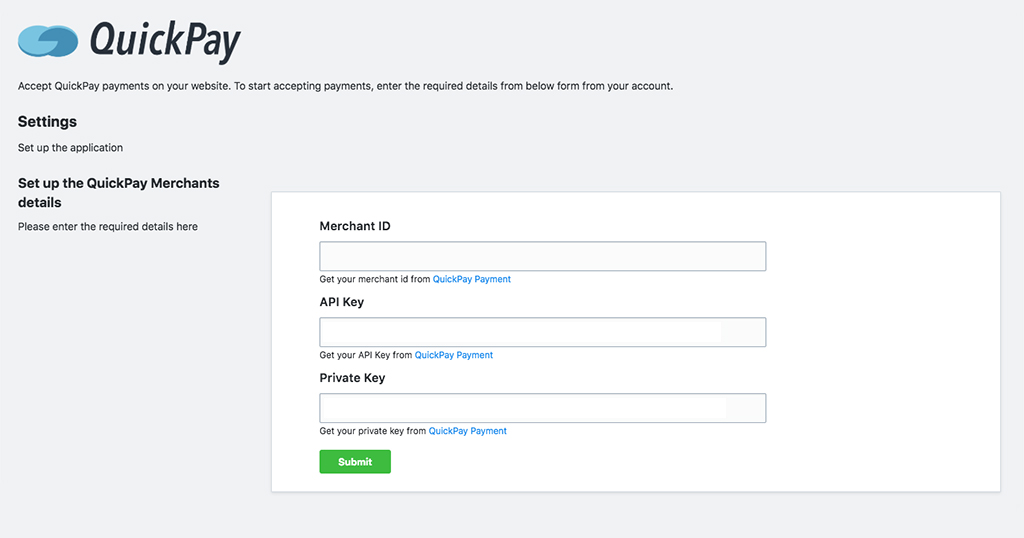 QuickPay
Accept QuickPay payments on your website. To start accepting payments, enter the required details from below form from your account.
Settings
Set up the application
Set up the QuickPay Merchants
details
Please enter the required details here
Merchant ID
Get your merchant id from QuickPay Payment
API Key
Get your API Key from QuickPay Payment
Private Key
Get your private key from QuickPay Payment
Submit